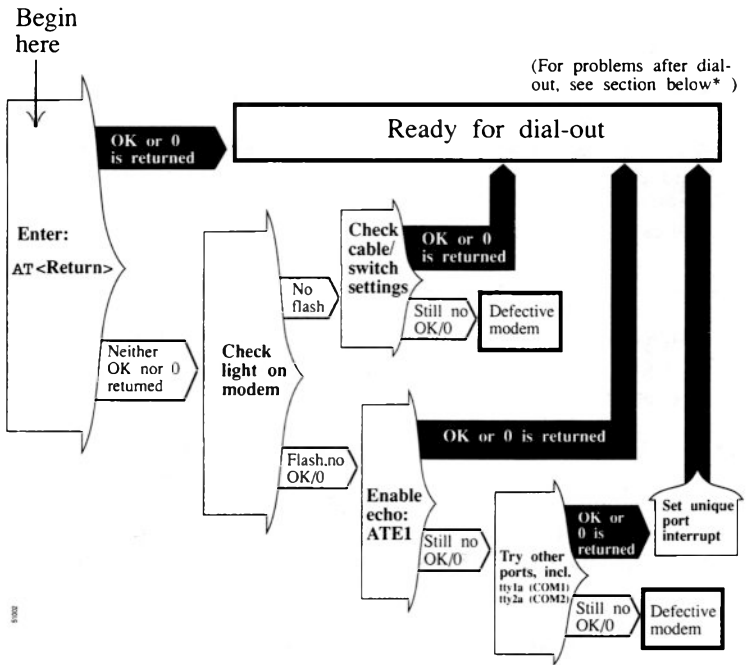 Begin
here
(For problems after dial-
out, see section below* )
Ready for dial-out
OK or 0
is returned
Enter:
AT<Return>
Neither
OK nor 0
returned
Check
light on
modem
No
flash
Check
cable/
switch
settings
OK or 0
is returned
Still no
OK/0
Defective
modem
Flash.no
OK/0
Enable
echo:
ATE1
OK or 0 is returned
Still no
OK/0
Try other
ports, incl.
tty1a (COM1)
tty2a (COM2)
OK or
0 is
returned
Set unique
port
interrupt
Still no
OK/0
Defective
modem
51002